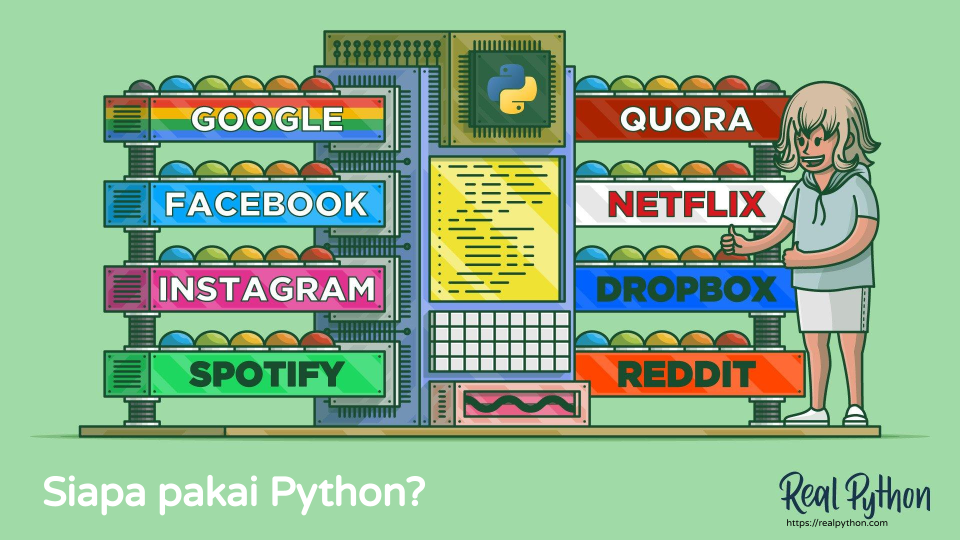 GOOGLE
FACEBOOK
INSTAGRAM
SPOTIFY
QUORA
NETFLIX
DROPBOX
REDDIT
Siapa pakai Python?
Real Python
https://realpython.com